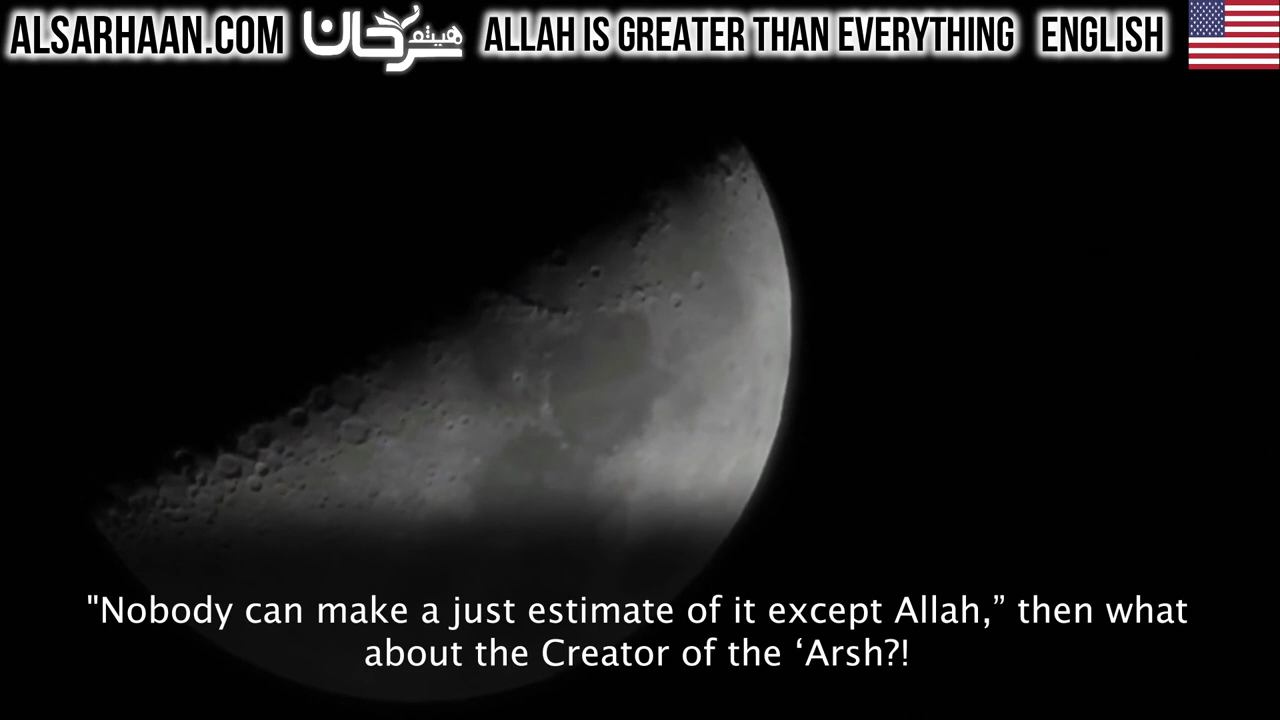 ALSARHAAN.COM هيثم سرحان ALLAH IS GREATER THAN EVERYTHING ENGLISH
"Nobody can make a just estimate of it except Allah,” then what
about the Creator of the ‘Arsh?!